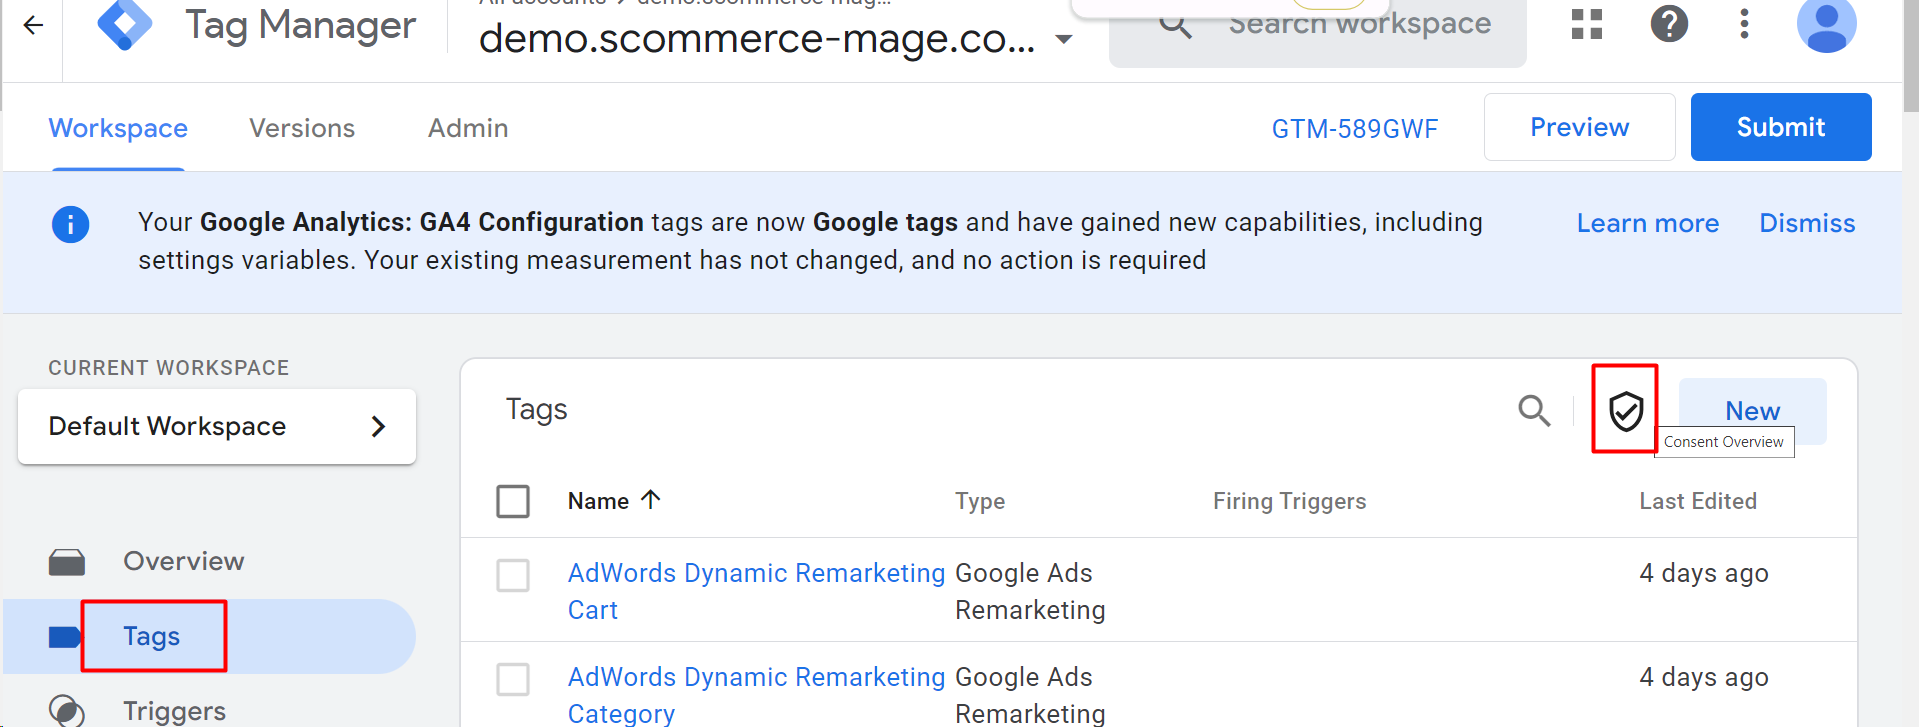 All accounts > demo.scommerce-mag...
Tag Manager
demo.scommerce-mage.co...
Search workspace
Workspace
Versions
Admin
GTM-589GWF
Preview
Submit
Your Google Analytics: GA4 Configuration tags are now Google tags and have gained new capabilities, including
settings variables. Your existing measurement has not changed, and no action is required
Learn more
Dismiss
CURRENT WORKSPACE
Default Workspace
Overview
Tags
Triggers
Tags
New
Consent Overview
Name
Type
Firing Triggers
Last Edited
AdWords Dynamic Remarketing
Cart
Google Ads
Remarketing
4 days ago
AdWords Dynamic Remarketing
Category
Google Ads
Remarketing
4 days ago